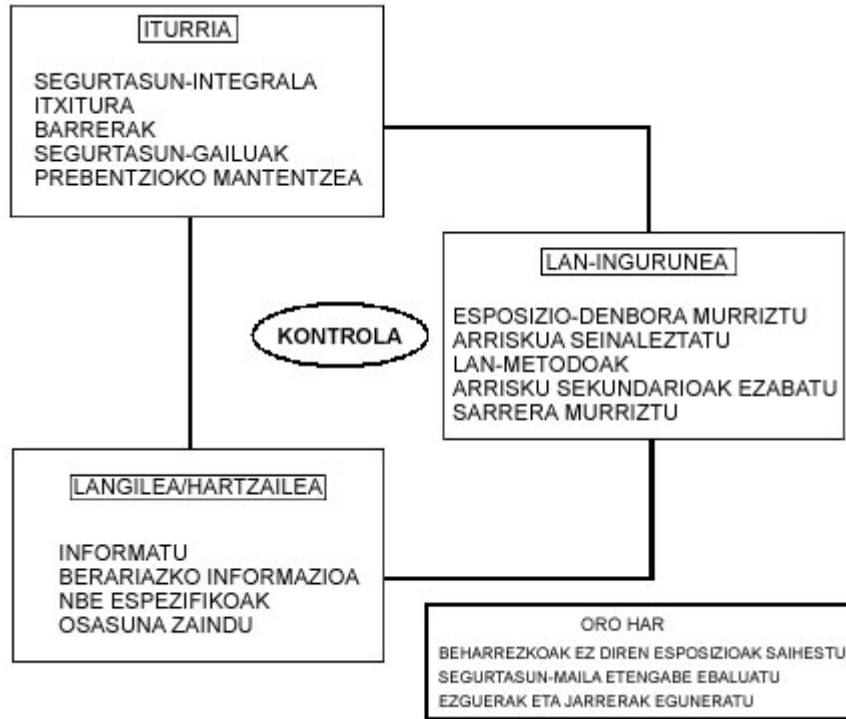 ITURRIA
SEGURTASUN-INTEGRALA
ITXITURA
BARRERAK
SEGURTASUN-GAILUAK
PREBENTZIOKO MANTENTZEA
LAN-INGURUNEA
ESPOSIZIO-DENBORA MURRIZTU
ARRISKUA SEINALEZTATU
LAN-METODOAK
ARRISKU SEKUNDARIOAK EZABATU
SARRERA MURRIZTU
KONTROLA
LANGILEA/HARTZAILEA
INFORMATU
BERARIAZKO INFORMAZIOA
NBE ESPEZIFIKOAK
OSASUNA ZAINDU
ORO HAR
BEHARREZKOAK EZ DIREN ESPOSIZIOAK SAIHESTU
SEGURTASUN-MAILA ETENGABE EBALUATU
EZGUERAK ETA JARRERAK EGUNERATU